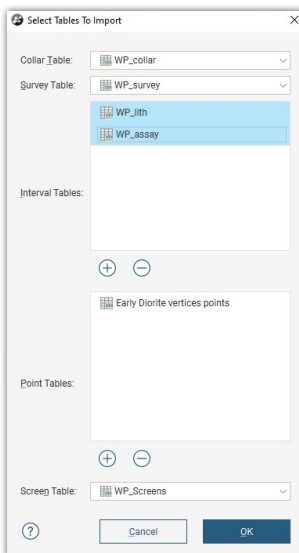 Select Tables To Import
Collar Table: WP_collar
Survey Table: WP_survey
WP_lith
WP_assay
Interval Tables:
Early Diorite vertices points
Point Tables:
Screen Table: WP_Screens
? Cancel OK